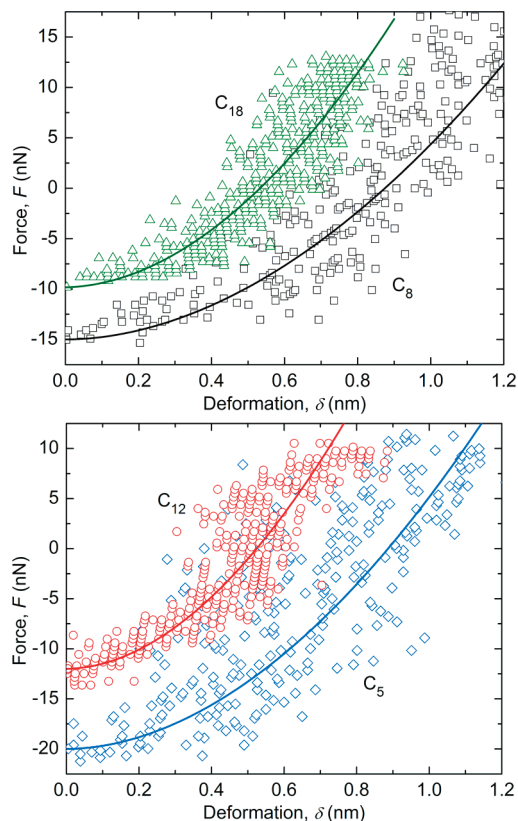 15
10
5
0
-5
-10
-15
Force, F (nN)
C18
C8
0.0 0.2 0.4 0.6 0.8 1.0 1.2
Deformation, δ (nm)
10
5
0
-5
-10
-15
-20
Force, F (nN)
C12
C5
0.0 0.2 0.4 0.6 0.8 1.0 1.2
Deformation, δ (nm)